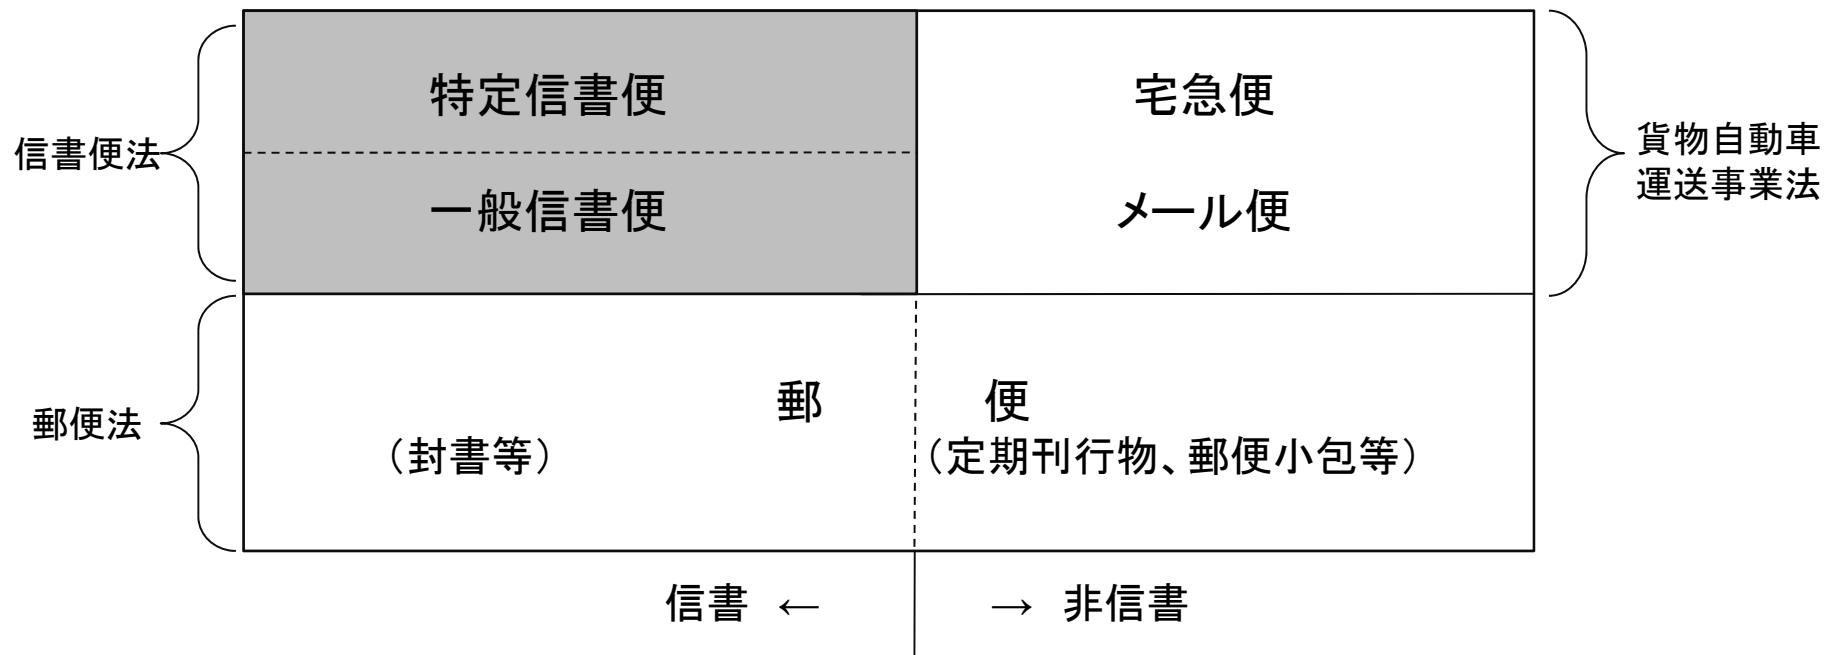 特定信書便
宅急便
信書便法
貨物自動車
運送事業法
一般信書便
メール便
郵便
郵便法
（封書等）
（定期刊行物、郵便小包等）
信書 ←
→ 非信書